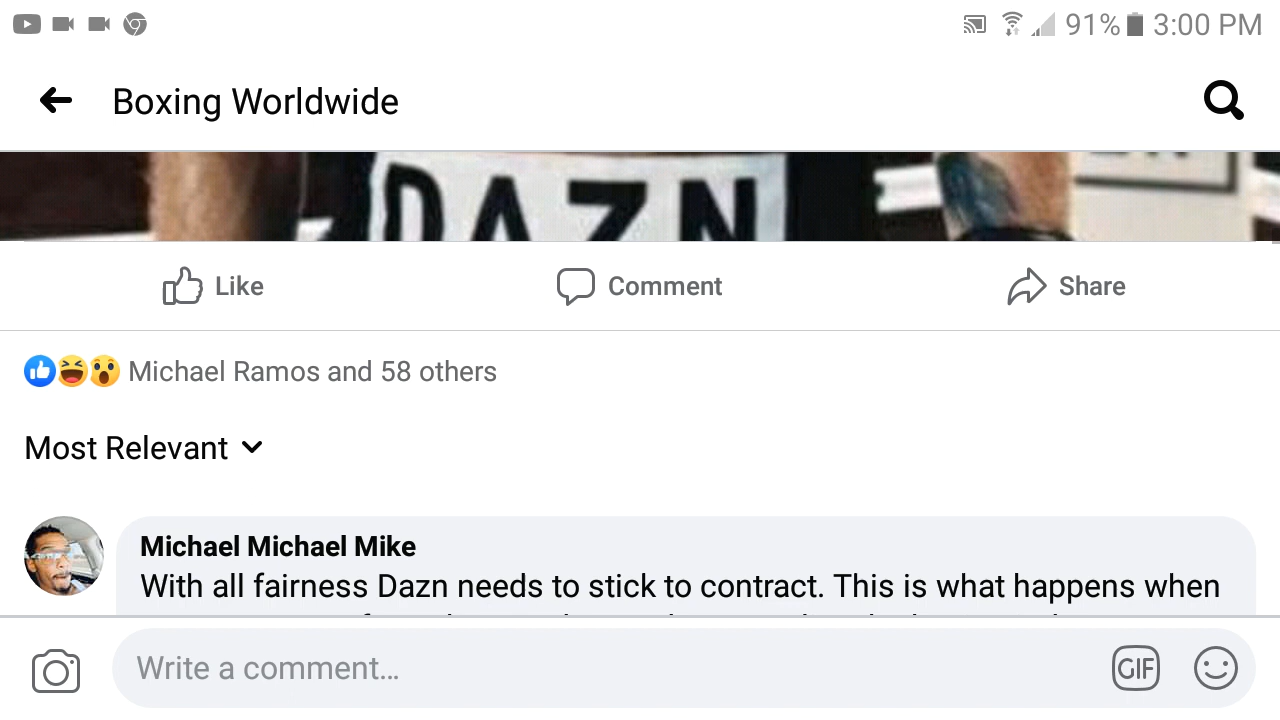 91% 3:00 PM
Boxing Worldwide
DAZN
Like Comment Share
Michael Ramos and 58 others
Most Relevant
Michael Michael Mike
With all fairness Dazn needs to stick to contract. This is what happens when
Write a comment...
GIF